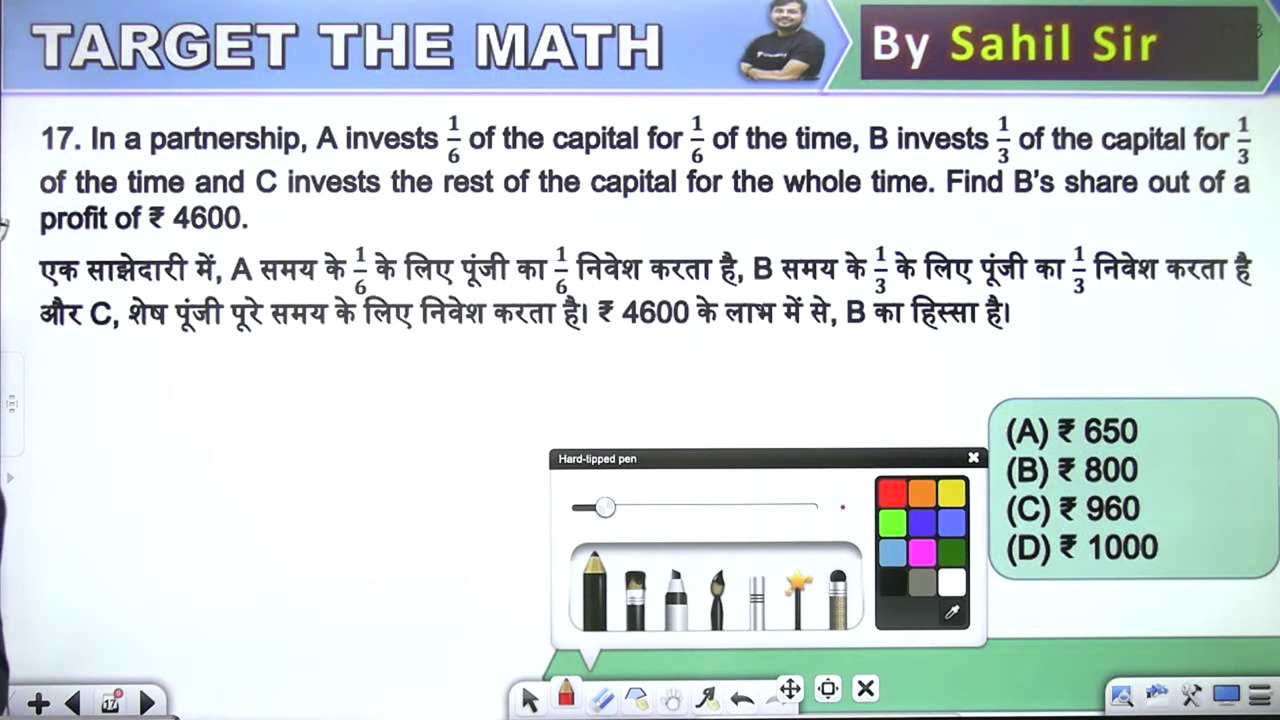 TARGET THE MATH
By Sahil Sir
17. In a partnership, A invests 1/6 of the capital for 1/6 of the time, B invests 1/3 of the capital for 1/3
of the time and C invests the rest of the capital for the whole time. Find B's share out of a
profit of ₹ 4600.
एक साझेदारी में, A समय के 1/6 के लिए पूंजी का 1/6 निवेश करता है, B समय के 1/3 के लिए पूंजी का 1/3 निवेश करता है
और C, शेष पूंजी पूरे समय के लिए निवेश करता है। ₹ 4600 के लाभ में से, B का हिस्सा है।
(A) ₹ 650
(B) ₹ 800
(C) ₹ 960
(D) ₹ 1000
Hard-tipped pen
17